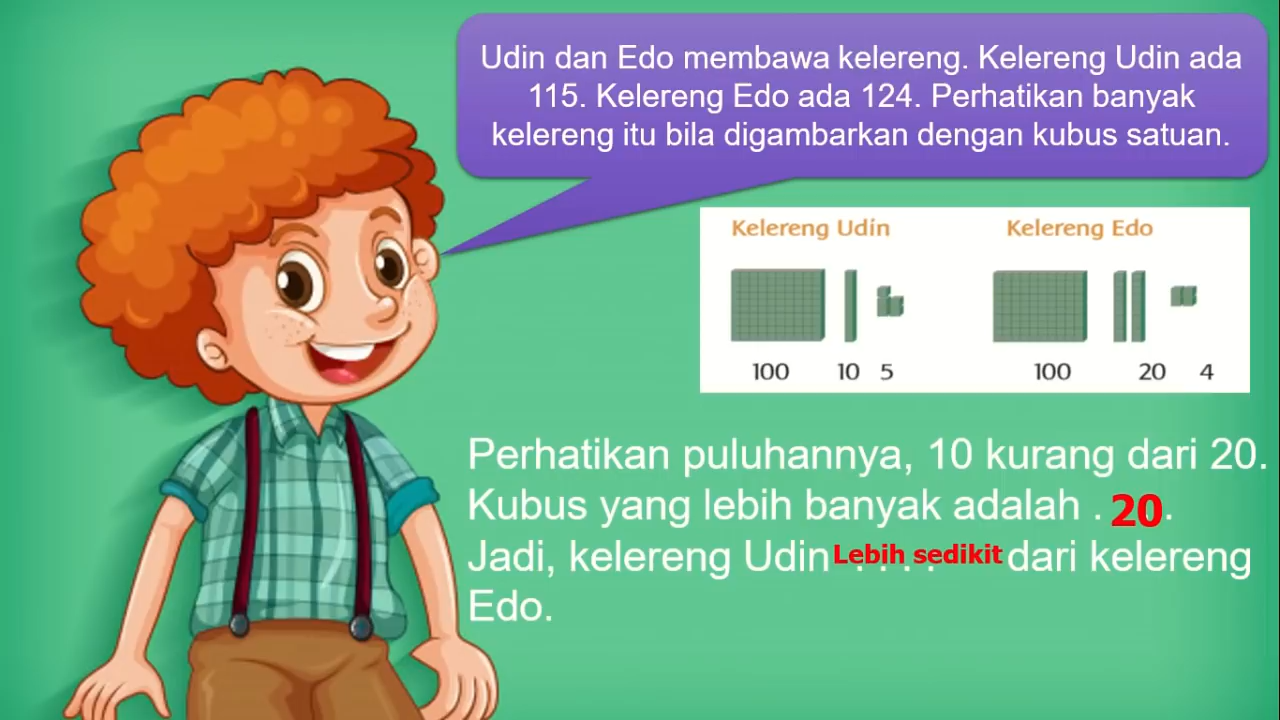 Udin dan Edo membawa kelereng. Kelereng Udin ada
115. Kelereng Edo ada 124. Perhatikan banyak
kelereng itu bila digambarkan dengan kubus satuan.
Kelereng Udin Kelereng Edo
100 10 5 100 20 4
Perhatikan puluhannya, 10 kurang dari 20.
Kubus yang lebih banyak adalah . 20.
Jadi, kelereng Udin Lebih sedikit dari kelereng
Edo.